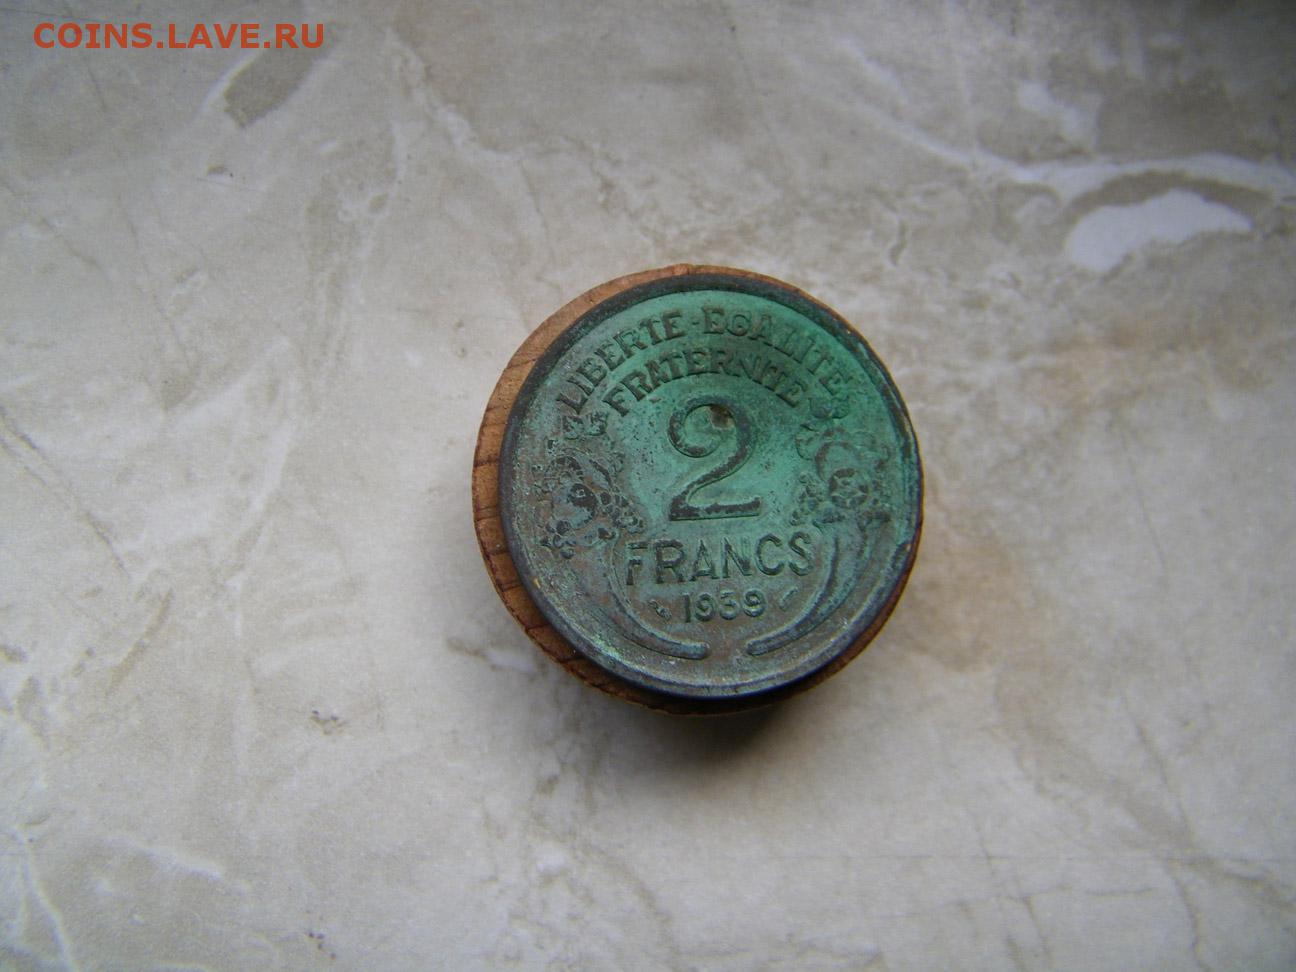 COINS.LAVE.RU
LIBERTE-EGALITE
FRATERNITE
2
FRANCS
1939